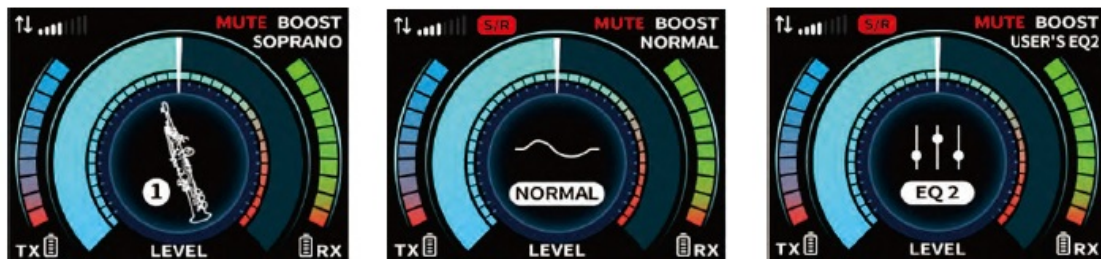 MUTE BOOST
SOPRANO
1
TX LEVEL RX
S/R MUTE BOOST
NORMAL
NORMAL
TX LEVEL RX
S/R MUTE BOOST
USER'S EQ2
EQ 2
TX LEVEL RX